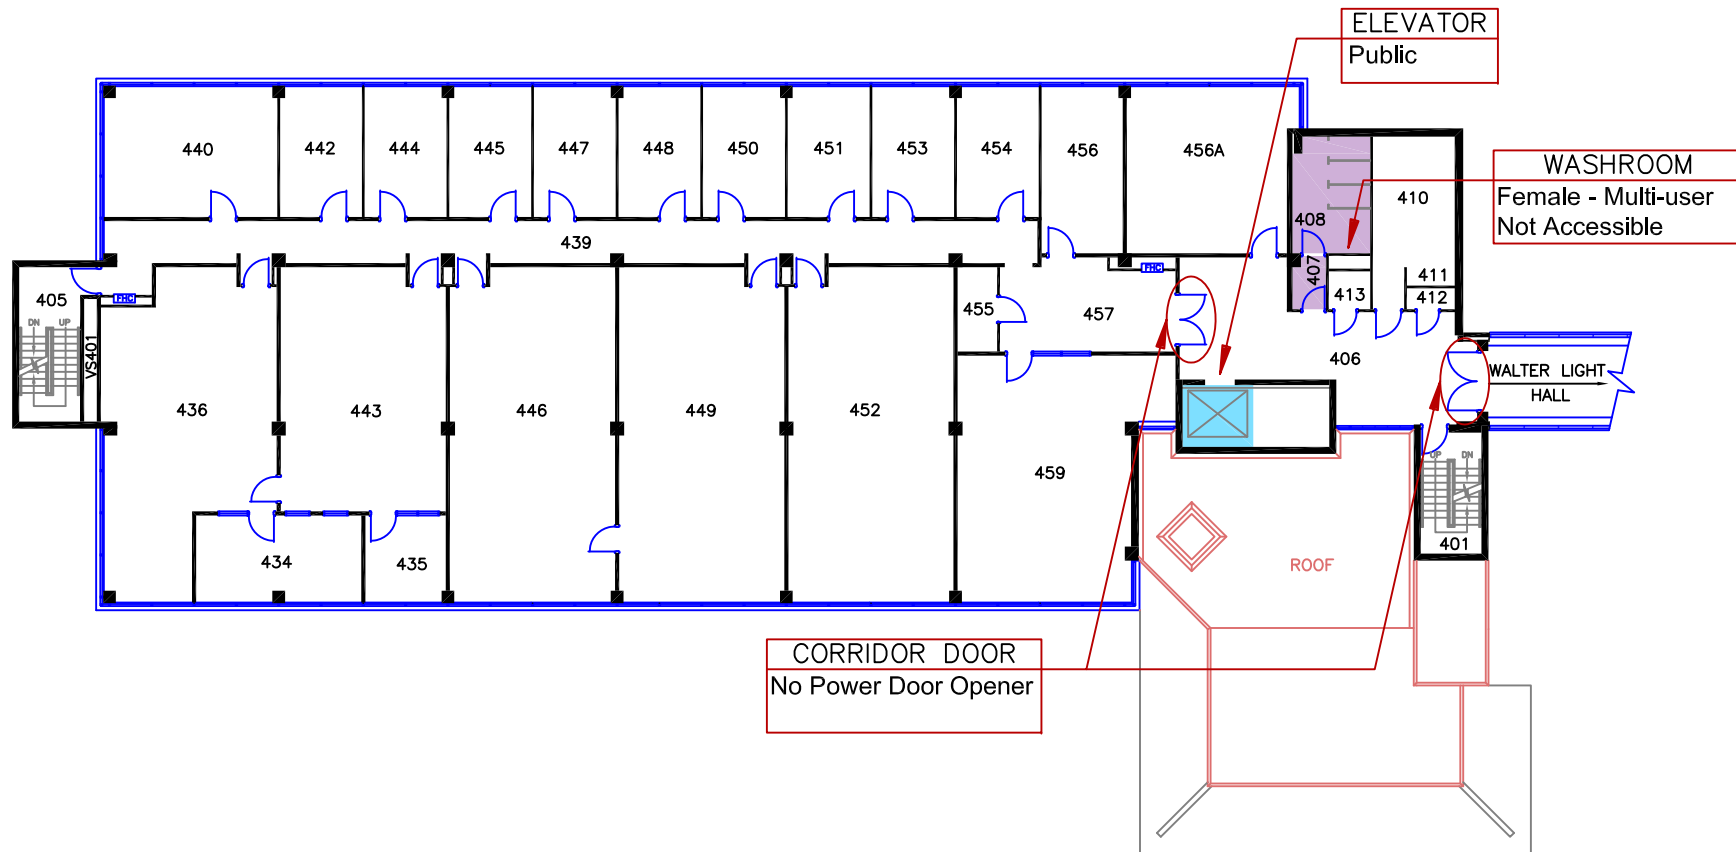 ELEVATOR
Public
WASHROOM
Female - Multi-user
Not Accessible
440
442
444
445
447
448
450
451
453
454
456
456A
408
410
439
407
413
411
412
405
FHC
FHC
455
457
406
DN
UP
VS401
WALTER LIGHT
HALL
436
443
446
449
452
459
UP
DN
401
434
435
ROOF
CORRIDOR DOOR
No Power Door Opener